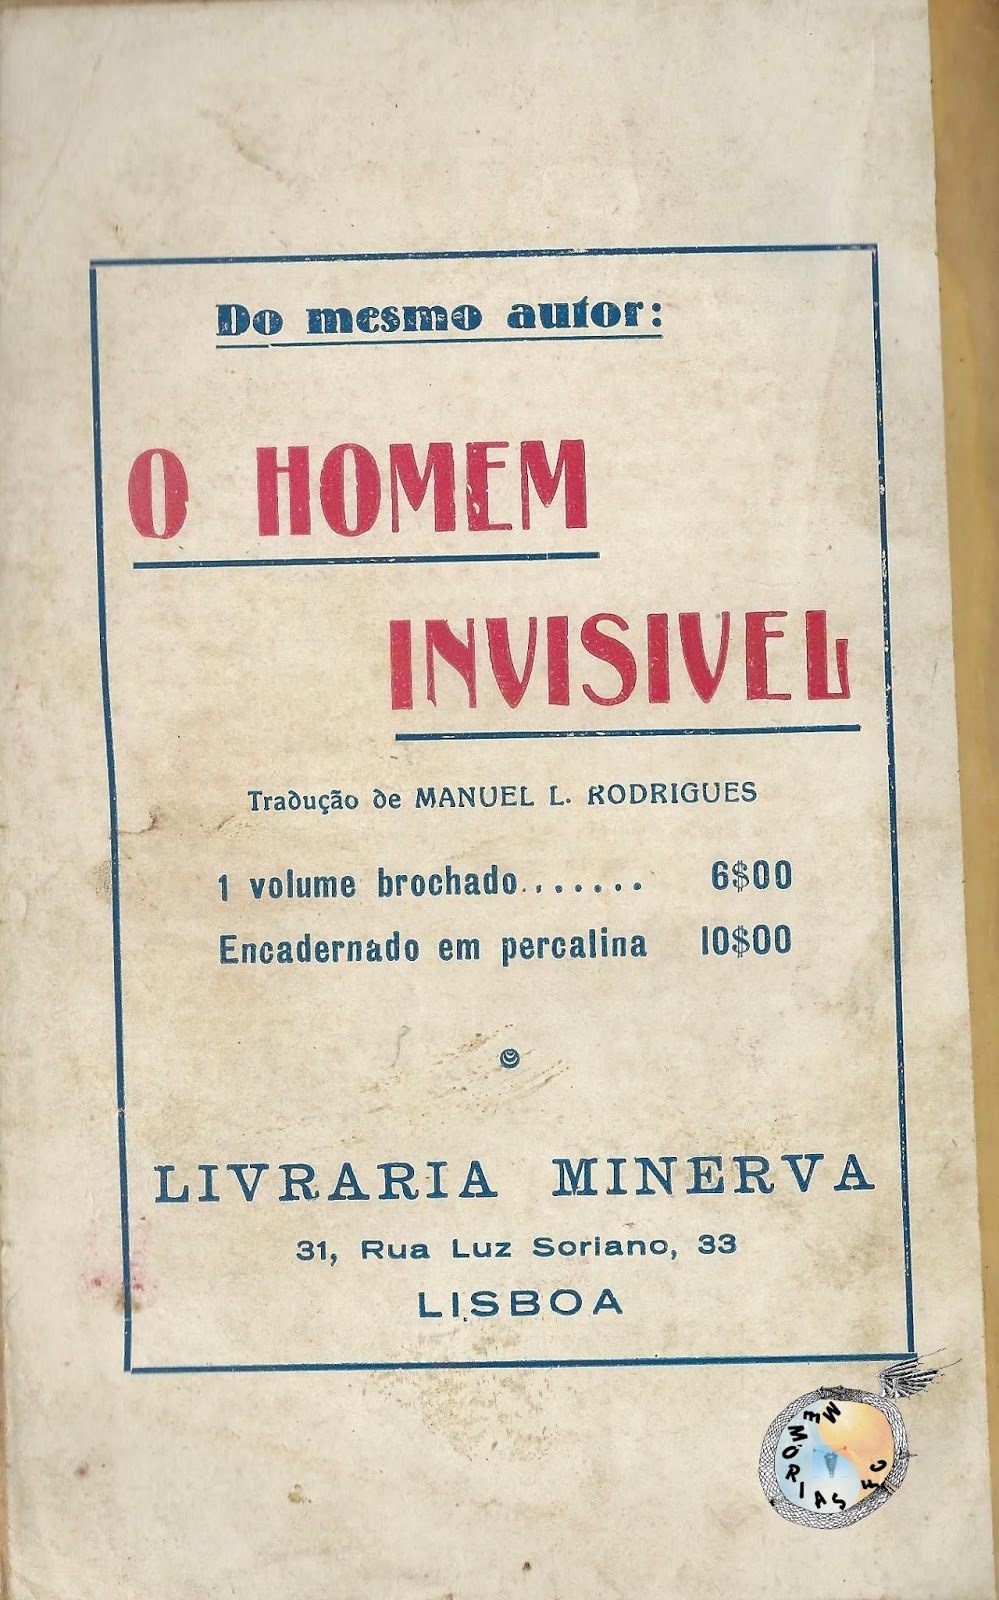 Do mesmo autor:
O HOMEM
INVISIVEL
Tradução de MANUEL L. RODRIGUES
1 volume brochado....... 6$00
Encadernado em percalina 10$00
LIVRARIA MINERVA
31, Rua Luz Soriano, 33
LISBOA
MEMÓRIAS FC